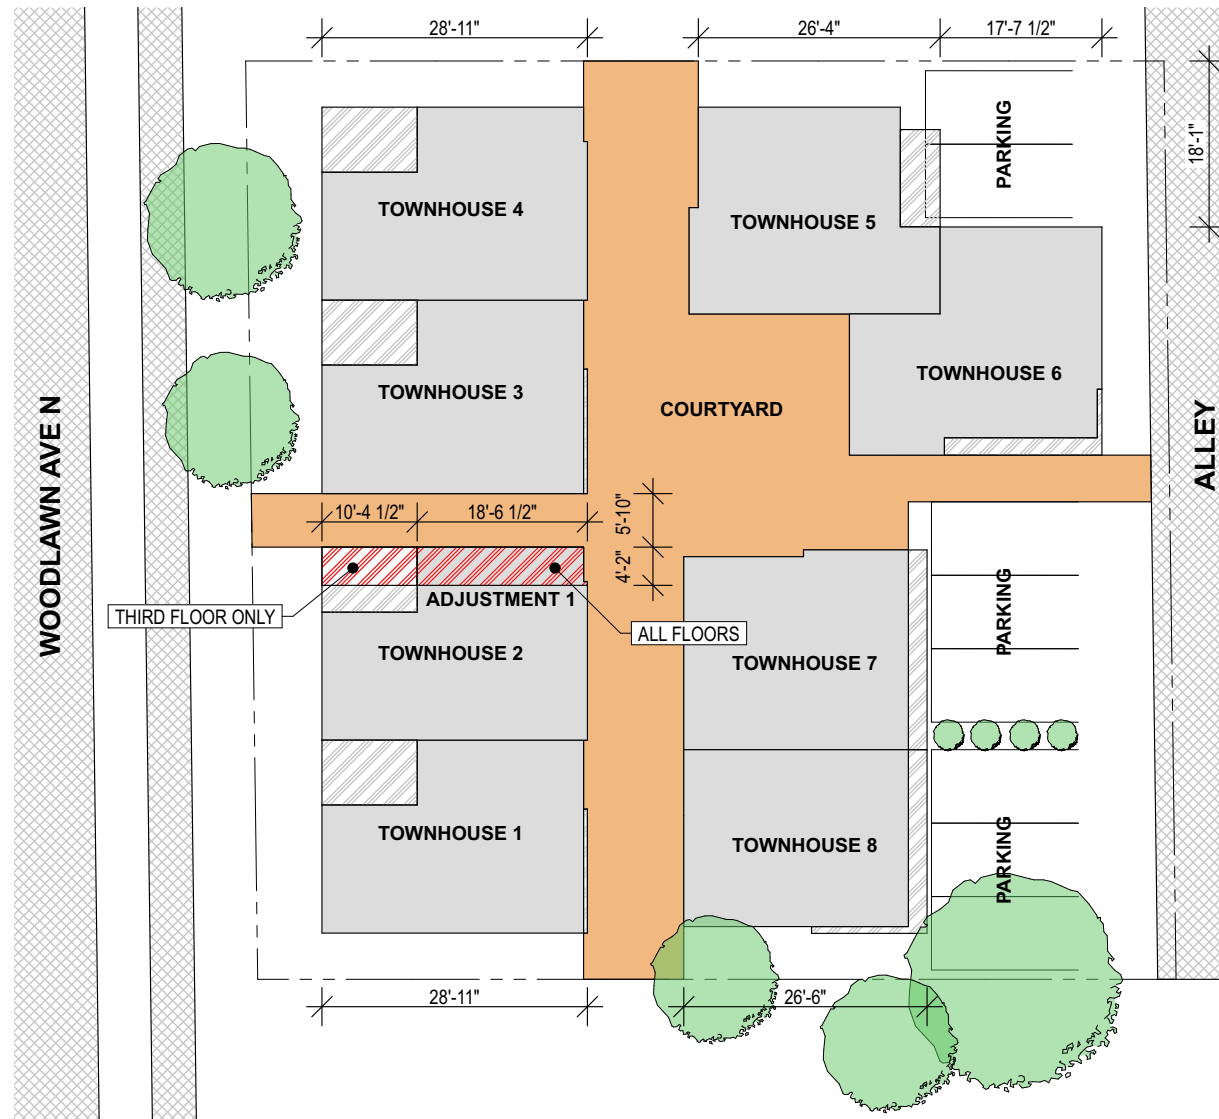 28'-11"
26'-4"
17'-7 1/2"
18'-1"
PARKING
TOWNHOUSE 4
TOWNHOUSE 5
TOWNHOUSE 3
TOWNHOUSE 6
COURTYARD
WOODLAWN AVE N
ALLEY
10'-4 1/2"
18'-6 1/2"
5'-10"
4'-2"
THIRD FLOOR ONLY
ADJUSTMENT 1
ALL FLOORS
PARKING
TOWNHOUSE 2
TOWNHOUSE 7
TOWNHOUSE 1
TOWNHOUSE 8
PARKING
28'-11"
26'-6"